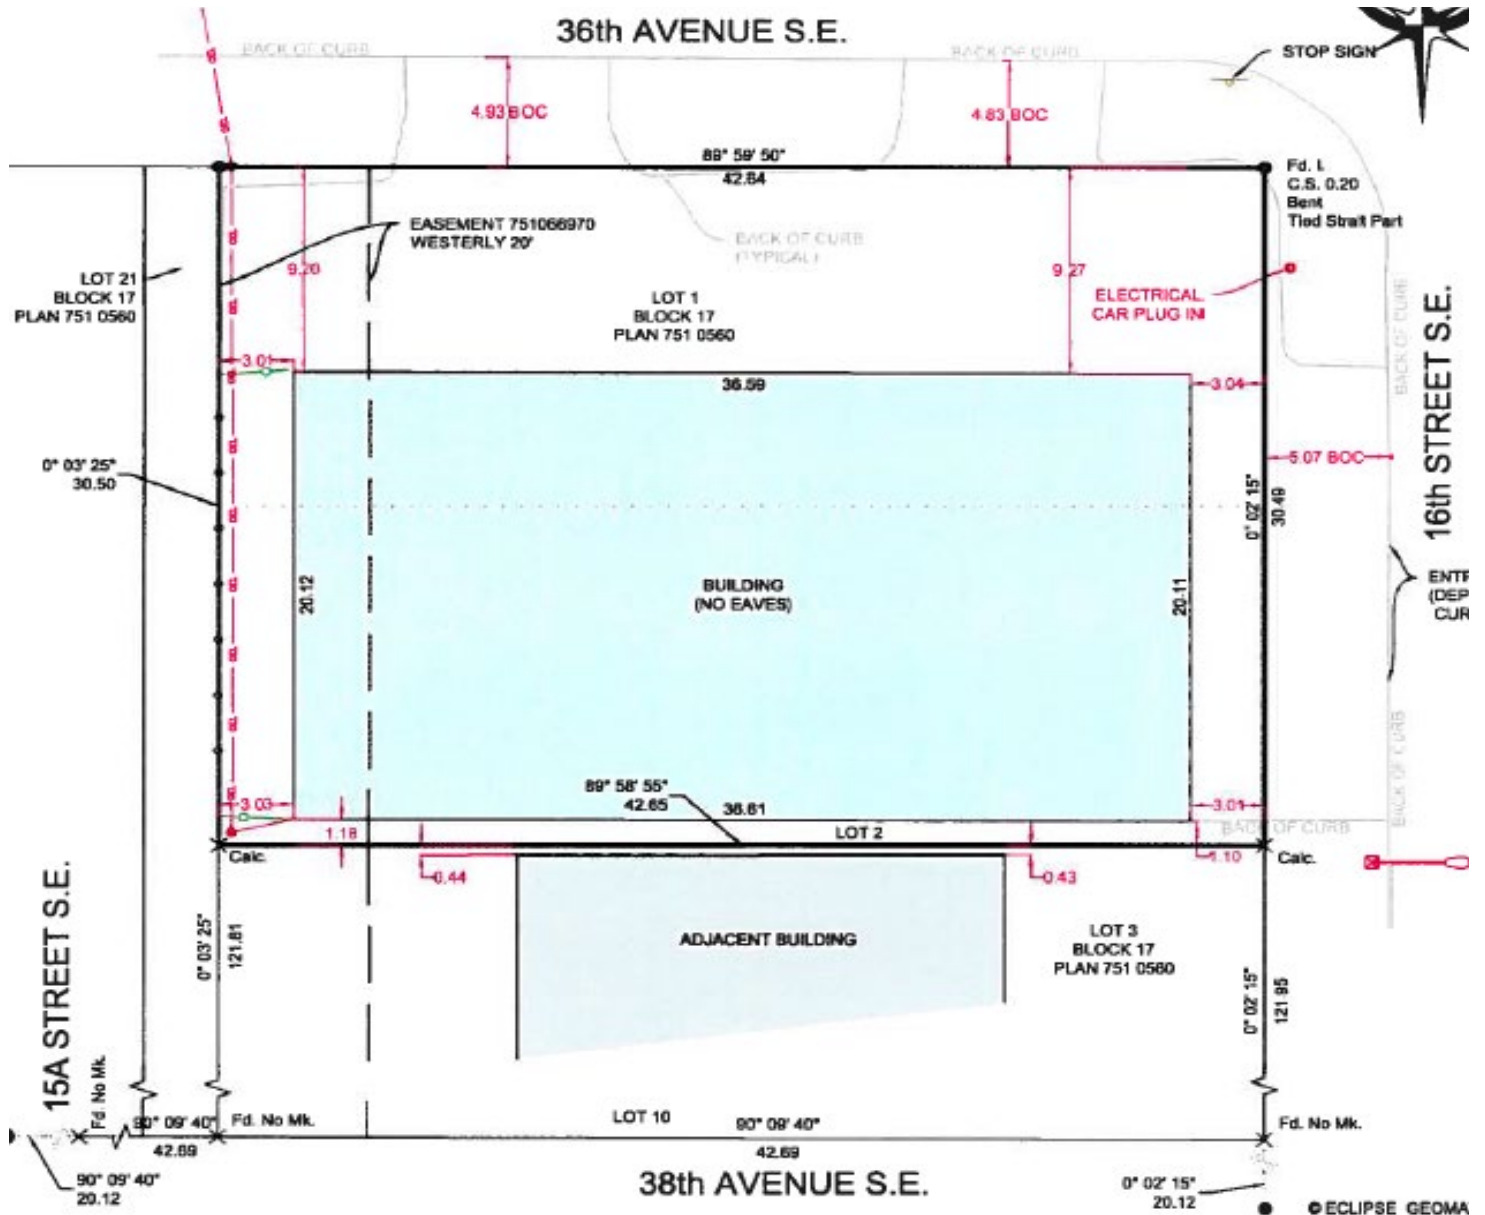 36th AVENUE S.E.
BACK OF CURB
BACK OF CURB
STOP SIGN
4.93 BOC
4.83 BOC
89° 59' 50"
42.64
Fd. I.
C.S. 0.20
Bent
Tied Strait Part
EASEMENT 751066970
WESTERLY 20'
BACK OF CURB
(TYPICAL)
LOT 21
BLOCK 17
PLAN 751 0560
9.20
9.27
LOT 1
BLOCK 17
PLAN 751 0560
ELECTRICAL
CAR PLUG IN
BACK OF CURB
16th STREET S.E.
3.01
36.59
3.04
0° 03' 25"
30.50
5.07 BOC
0° 02' 15"
30.49
20.12
BUILDING
(NO EAVES)
20.11
ENTR
(DEP
CUR
BACK OF CURB
89° 58' 55"
42.65
36.61
3.03
3.01
1.18
LOT 2
BACK OF CURB
1.10
Calc.
Calc.
0.44
0.43
15A STREET S.E.
0° 03' 25"
121.81
ADJACENT BUILDING
LOT 3
BLOCK 17
PLAN 751 0560
0° 02' 15"
121.95
Fd. No Mk.
90° 09' 40"
Fd. No Mk.
LOT 10
90° 09' 40"
Fd. No Mk.
42.69
42.69
90° 09' 40"
20.12
38th AVENUE S.E.
0° 02' 15"
20.12
© ECLIPSE GEOMA